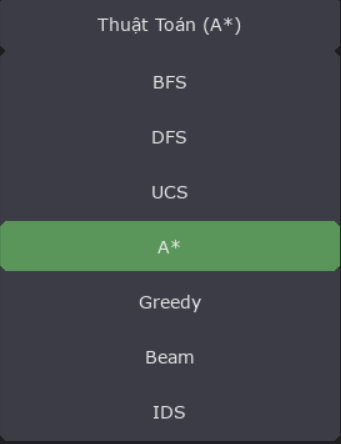 Thuật Toán (A*)
BFS
DFS
UCS
A*
Greedy
Beam
IDS